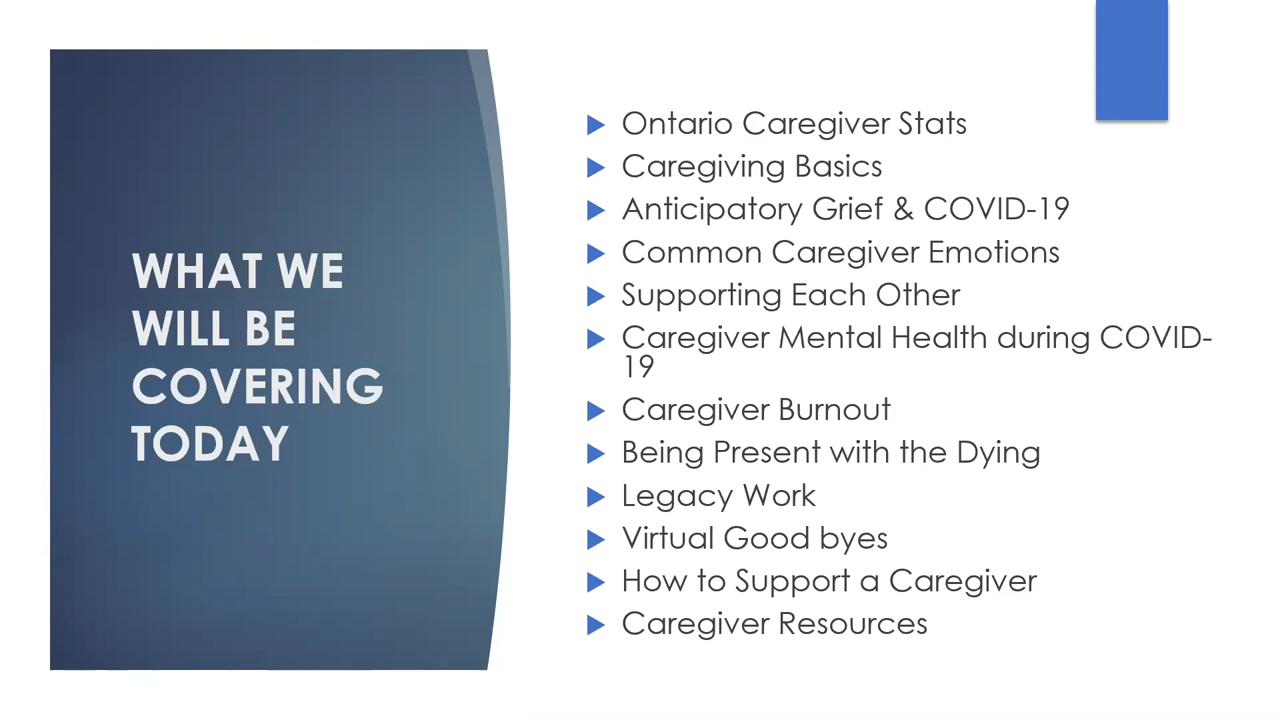 WHAT WE
WILL BE
COVERING
TODAY
Ontario Caregiver Stats
Caregiving Basics
Anticipatory Grief & COVID-19
Common Caregiver Emotions
Supporting Each Other
Caregiver Mental Health during COVID-
19
Caregiver Burnout
Being Present with the Dying
Legacy Work
Virtual Good byes
How to Support a Caregiver
Caregiver Resources